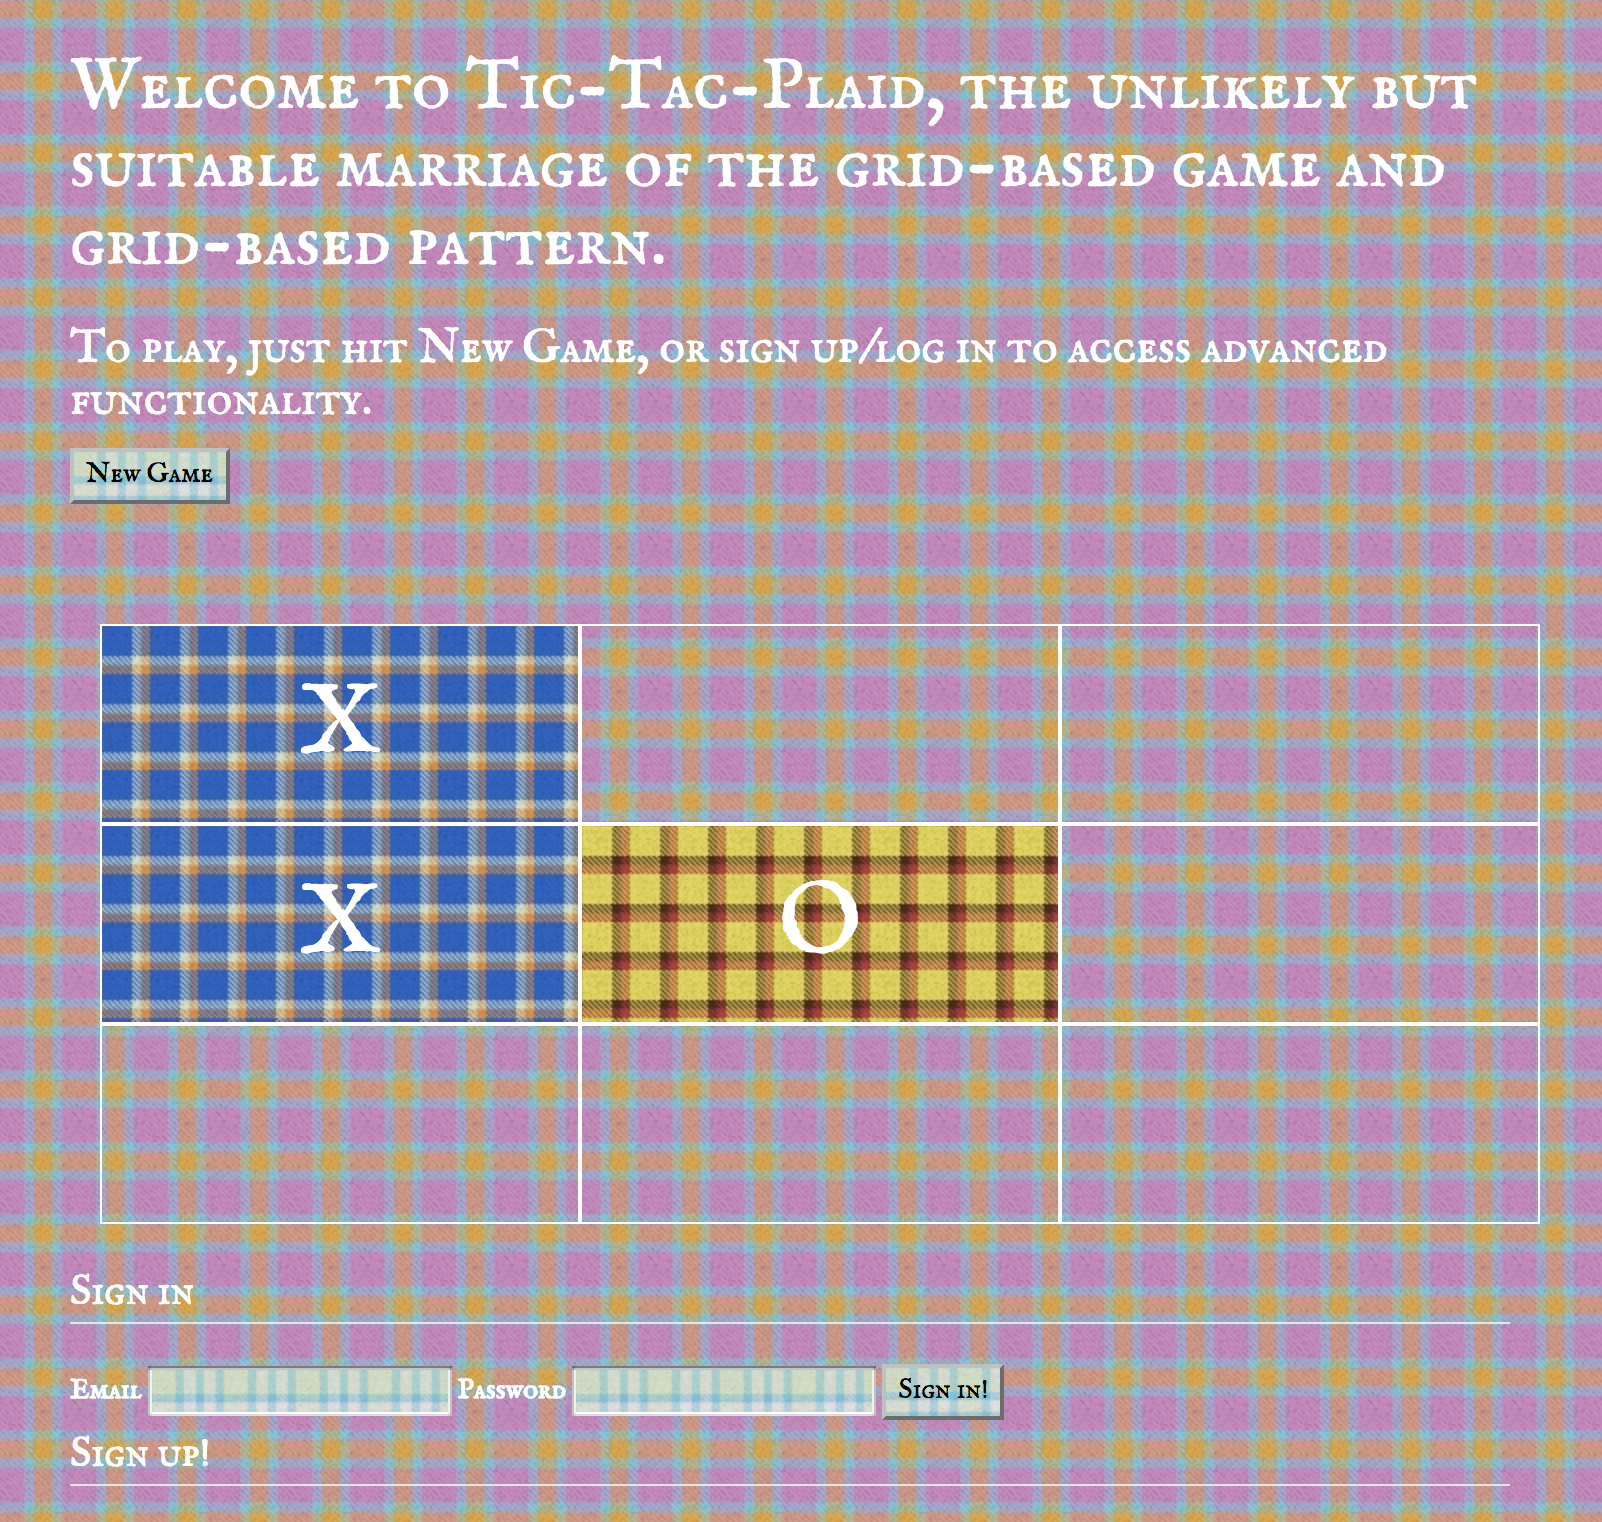 Welcome to Tic-Tac-Plaid, the unlikely but
suitable marriage of the grid-based game and
grid-based pattern.
To play, just hit New Game, or sign up/log in to access advanced
functionality.
New Game
X
X O
Sign in
Email Password Sign in!
Sign up!